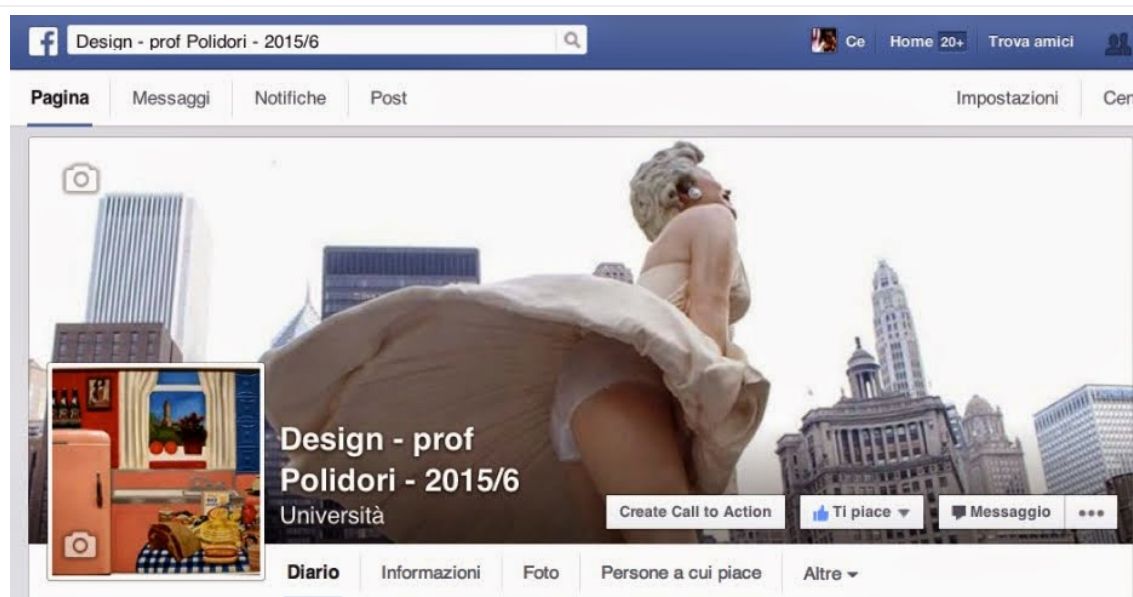 f Design - prof Polidori - 2015/6 Ce Home 20+ Trova amici
Pagina Messaggi Notifiche Post Impostazioni Cen
Design - prof
Polidori - 2015/6
Università
Create Call to Action Ti piace Messaggio
Diario Informazioni Foto Persone a cui piace Altre